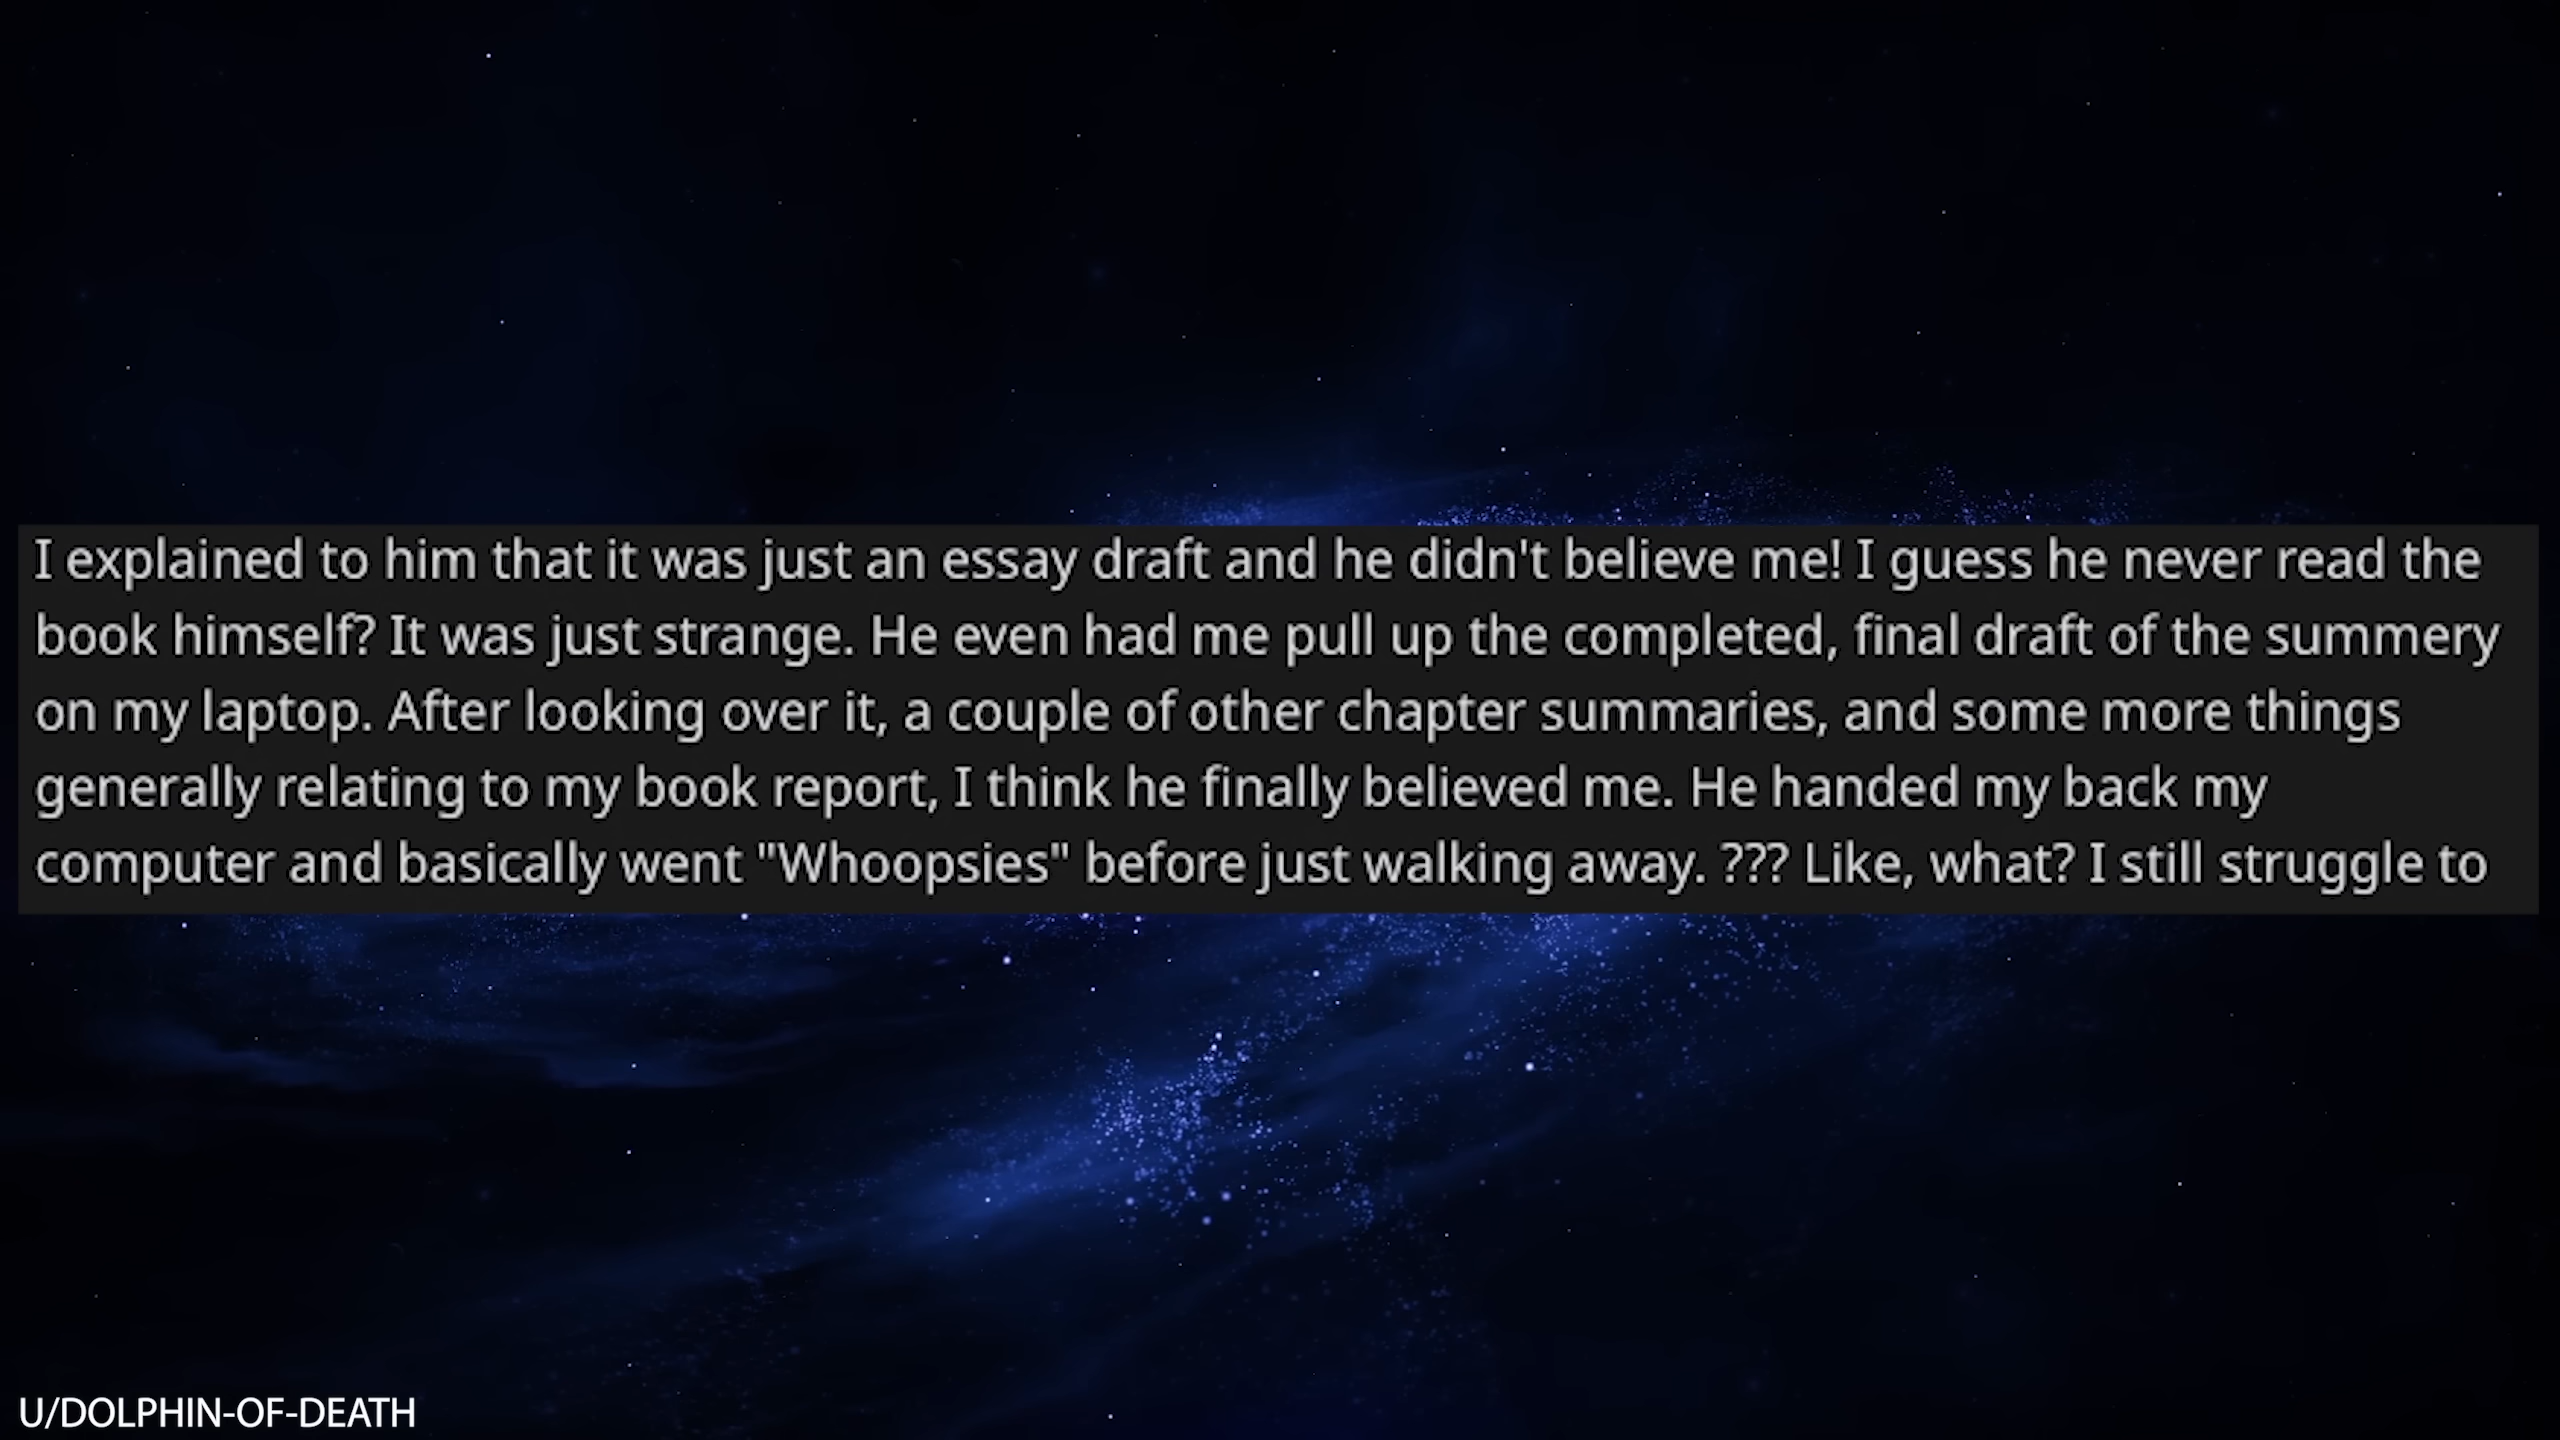 I explained to him that it was just an essay draft and he didn't believe me! I guess he never read the
book himself? It was just strange. He even had me pull up the completed, final draft of the summery
on my laptop. After looking over it, a couple of other chapter summaries, and some more things
generally relating to my book report, I think he finally believed me. He handed my back my
computer and basically went "Whoopsies" before just walking away. ??? Like, what? I still struggle to
U/DOLPHIN-OF-DEATH